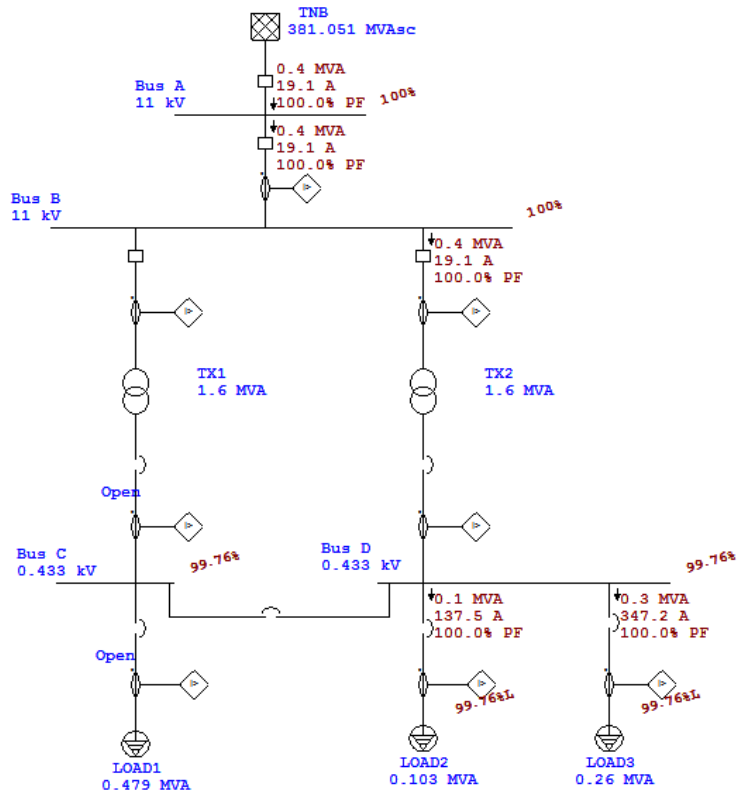 TNB
381.051 MVAsc
0.4 MVA
19.1 A
100.0% PF
Bus A
11 kV
100%
0.4 MVA
19.1 A
100.0% PF
Bus B
11 kV
100%
0.4 MVA
19.1 A
100.0% PF
TX1
1.6 MVA
TX2
1.6 MVA
Open
Bus C
0.433 kV
99.76%
Bus D
0.433 kV
99.76%
0.1 MVA
137.5 A
100.0% PF
0.3 MVA
347.2 A
100.0% PF
Open
99.76%L
99.76%L
LOAD1
0.479 MVA
LOAD2
0.103 MVA
LOAD3
0.26 MVA